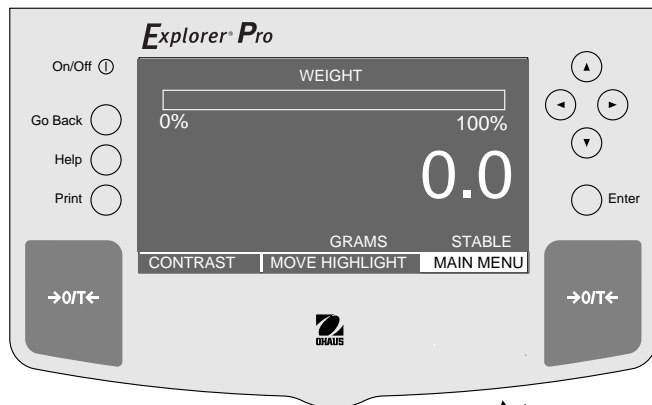 Explorer® Pro
On/Off
Go Back
Help
Print
WEIGHT
0% 100%
0.0
GRAMS STABLE
CONTRAST MOVE HIGHLIGHT MAIN MENU
Enter
→0/T←
→0/T←
OHAUS